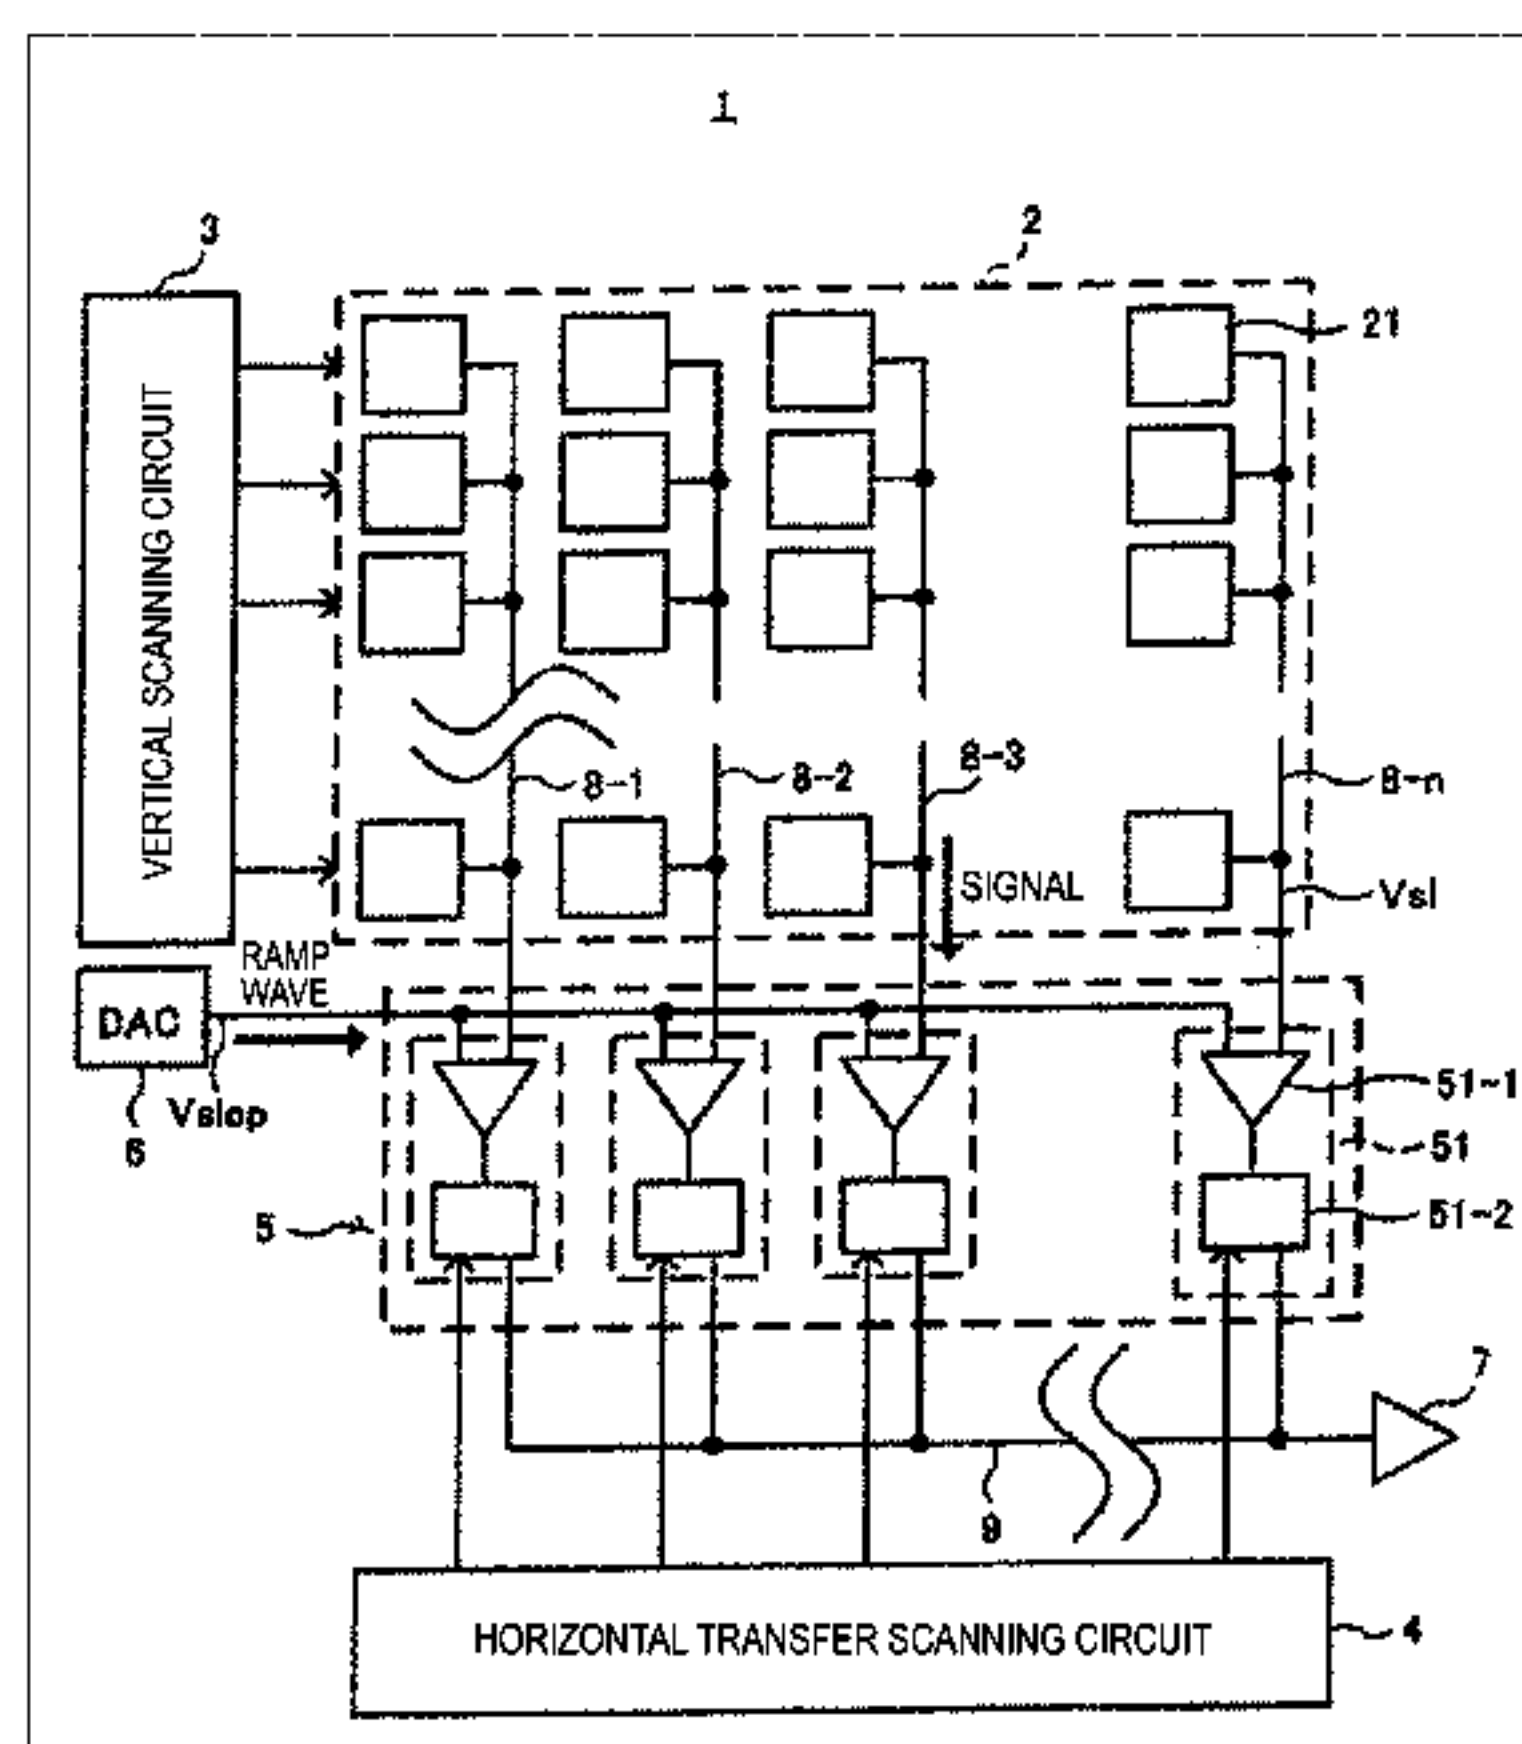 1
3
2
21
VERTICAL SCANNING CIRCUIT
8-1
8-2
8-3
8-n
SIGNAL
Vsl
RAMP
WAVE
DAC
Vslop
6
51-1
51
51-2
5
7
9
HORIZONTAL TRANSFER SCANNING CIRCUIT
4